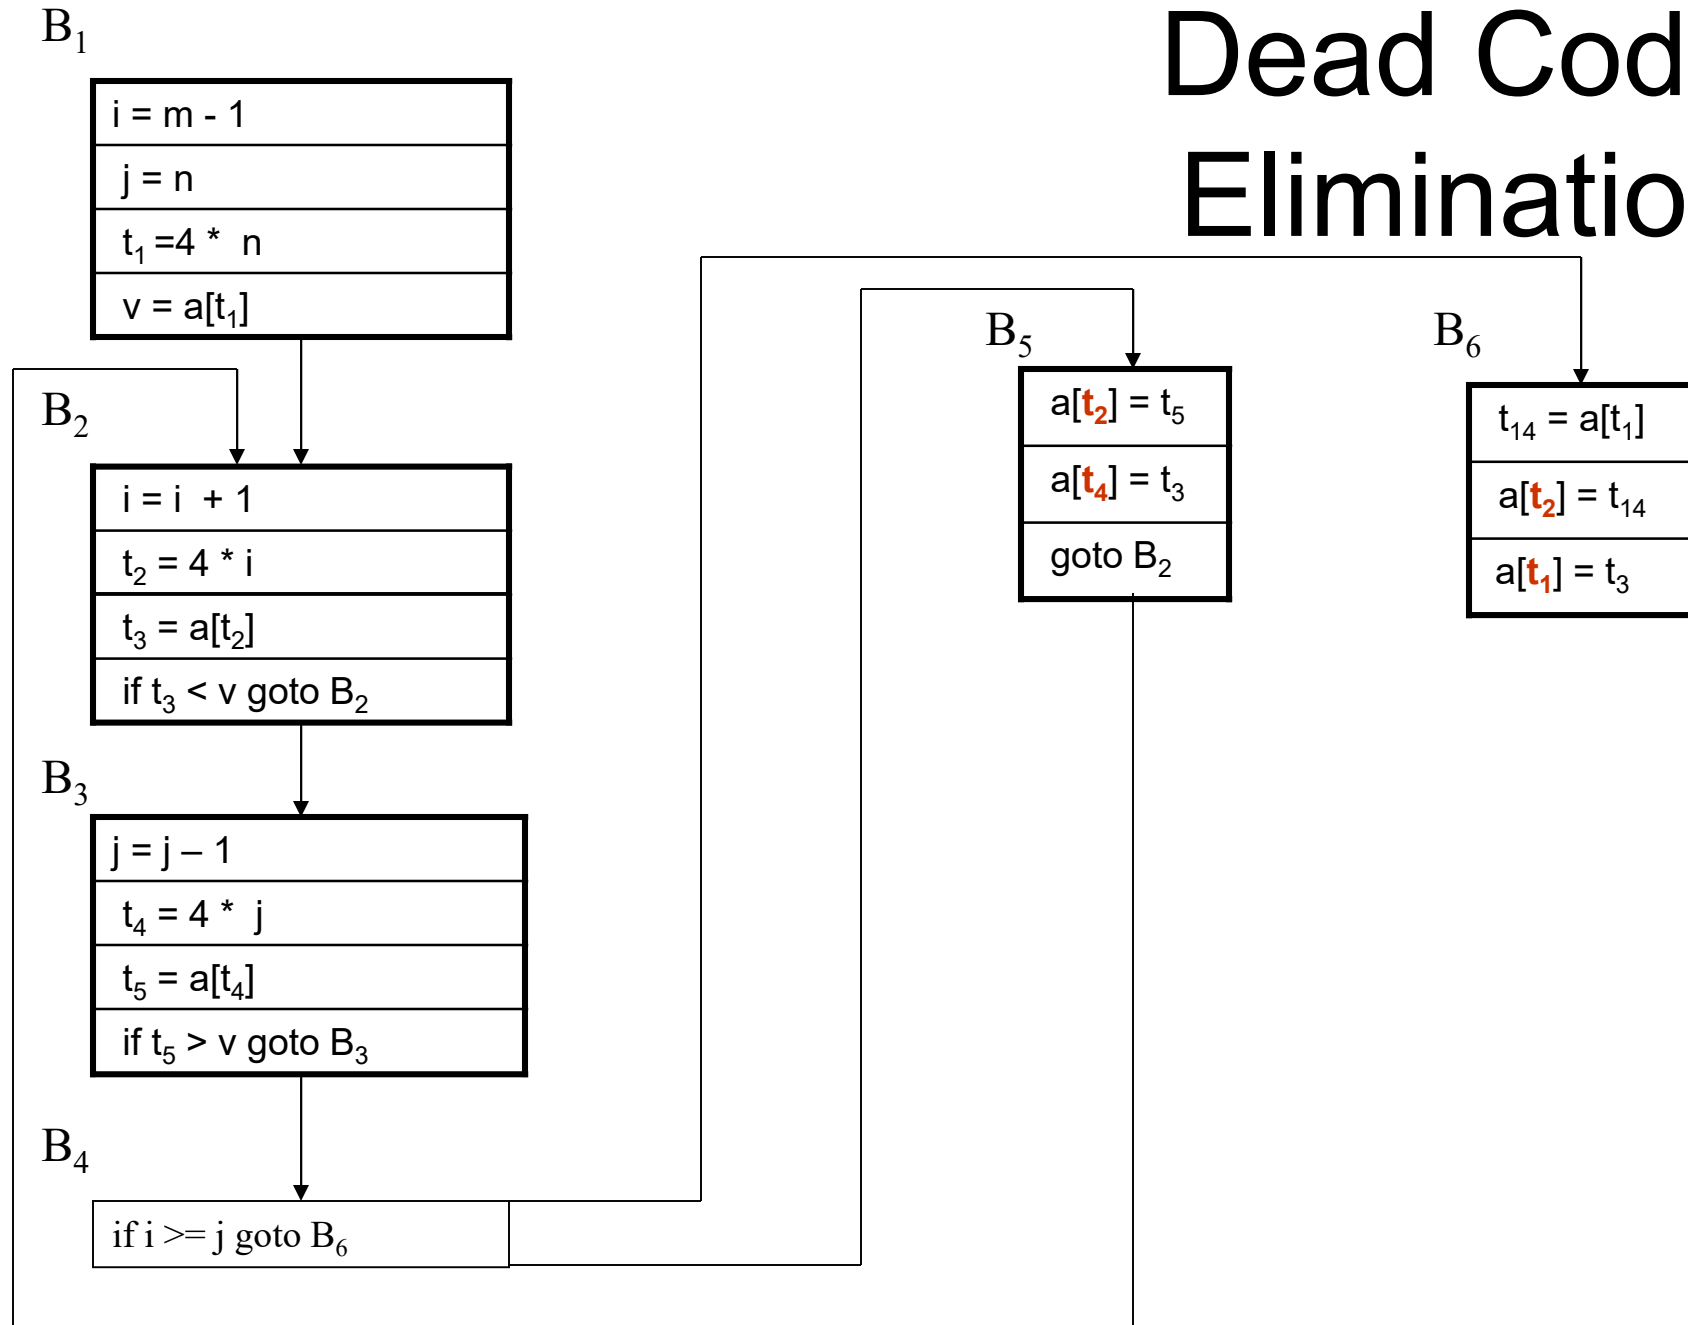 Dead Cod
Eliminatio
B₁
i = m - 1
j = n
t₁ =4 * n
v = a[t₁]
B₂
i = i + 1
t₂ = 4 * i
t₃ = a[t₂]
if t₃ < v goto B₂
B₃
j = j – 1
t₄ = 4 * j
t₅ = a[t₄]
if t₅ > v goto B₃
B₄
if i >= j goto B₆
B₅
a[t₂] = t₅
a[t₄] = t₃
goto B₂
B₆
t₁₄ = a[t₁]
a[t₂] = t₁₄
a[t₁] = t₃